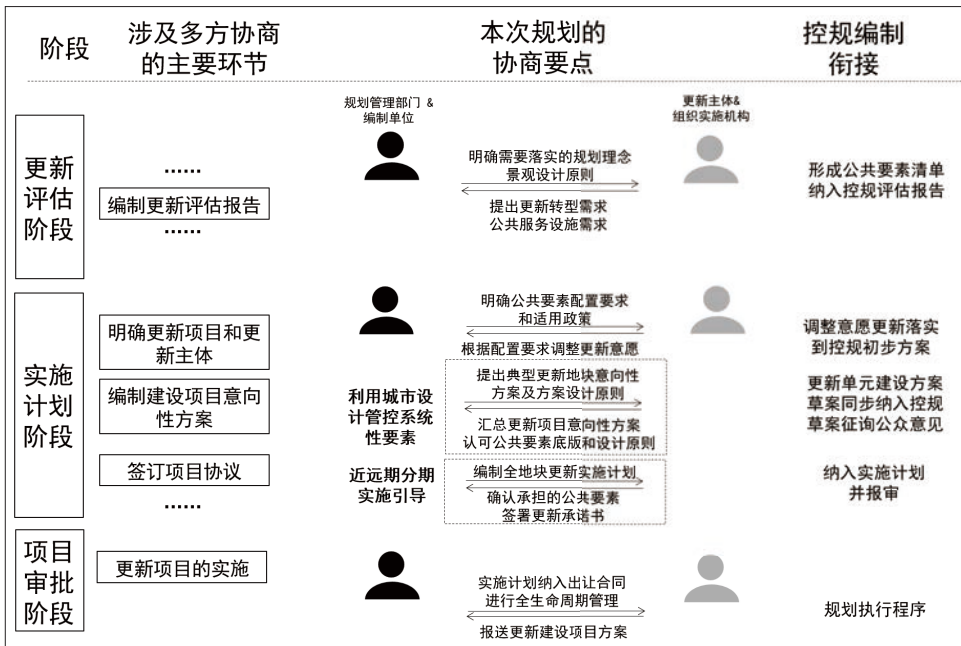 阶段
涉及多方协商
的主要环节
本次规划的
协商要点
控规编制
衔接
规划管理部门 &
编制单位
更新主体&
组织实施机构
更新
评估
阶段
……
编制更新评估报告
……
明确需要落实的规划理念
景观设计原则
提出更新转型需求
公共服务设施需求
形成公共要素清单
纳入控规评估报告
实施
计划
阶段
明确更新项目和更
新主体
明确公共要素配置要求
和适用政策
根据配置要求调整更新意愿
调整意愿更新落实
到控规初步方案
编制建设项目意向
性方案
利用城市设
计管控系统
性要素
提出典型更新地块意向性
方案及方案设计原则
汇总更新项目意向性方案
认可公共要素底版和设计原则
更新单元建设方案
草案同步纳入控规
草案征询公众意见
签订项目协议
……
近远期分期
实施引导
编制全地块更新实施计划
确认承担的公共要素
签署更新承诺书
纳入实施计划
并报审
项目
审批
阶段
更新项目的实施
实施计划纳入出让合同
进行全生命周期管理
报送更新建设项目方案
规划执行程序